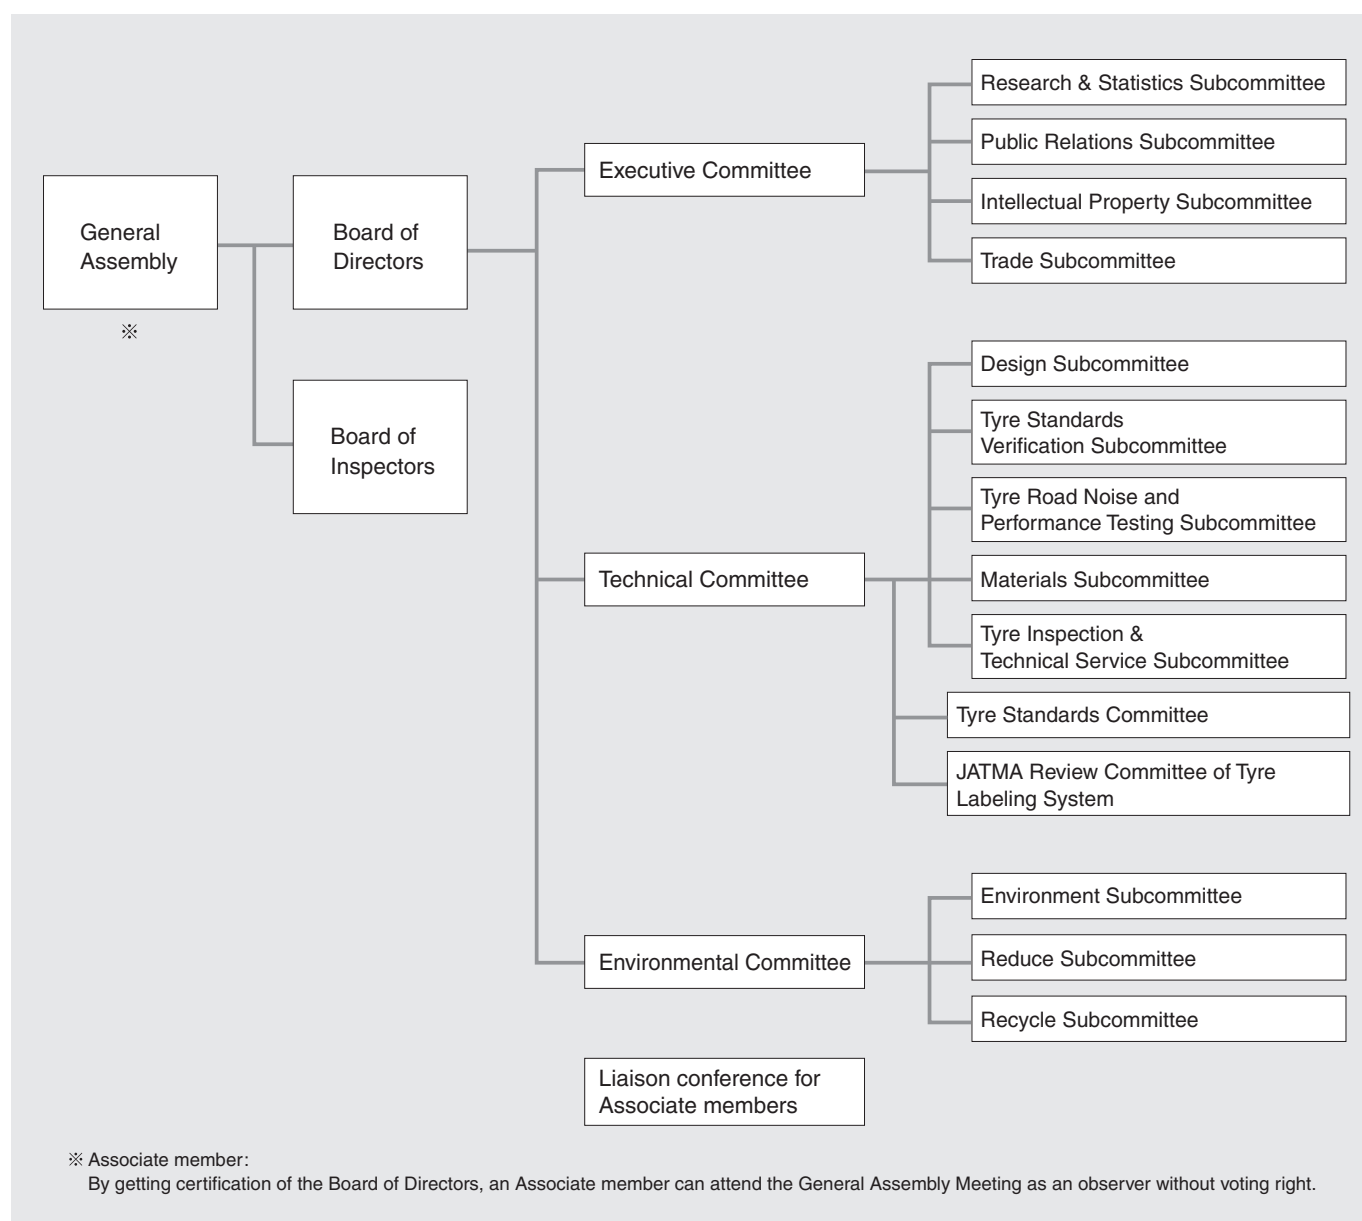 General
Assembly
※
Board of
Directors
Board of
Inspectors
Executive Committee
Research & Statistics Subcommittee
Public Relations Subcommittee
Intellectual Property Subcommittee
Trade Subcommittee
Technical Committee
Design Subcommittee
Tyre Standards
Verification Subcommittee
Tyre Road Noise and
Performance Testing Subcommittee
Materials Subcommittee
Tyre Inspection &
Technical Service Subcommittee
Tyre Standards Committee
JATMA Review Committee of Tyre
Labeling System
Environmental Committee
Environment Subcommittee
Reduce Subcommittee
Recycle Subcommittee
Liaison conference for
Associate members
※ Associate member:
By getting certification of the Board of Directors, an Associate member can attend the General Assembly Meeting as an observer without voting right.